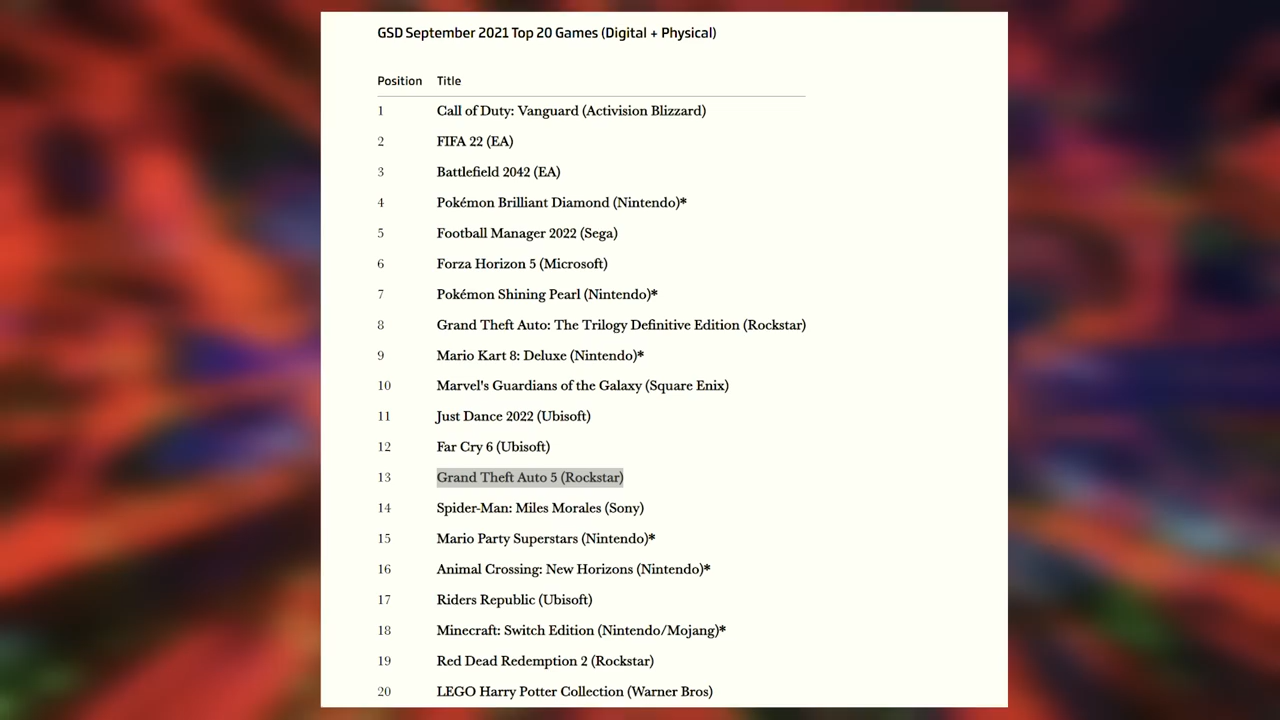 GSD September 2021 Top 20 Games (Digital + Physical)
Position Title
1 Call of Duty: Vanguard (Activision Blizzard)
2 FIFA 22 (EA)
3 Battlefield 2042 (EA)
4 Pokémon Brilliant Diamond (Nintendo)*
5 Football Manager 2022 (Sega)
6 Forza Horizon 5 (Microsoft)
7 Pokémon Shining Pearl (Nintendo)*
8 Grand Theft Auto: The Trilogy Definitive Edition (Rockstar)
9 Mario Kart 8: Deluxe (Nintendo)*
10 Marvel's Guardians of the Galaxy (Square Enix)
11 Just Dance 2022 (Ubisoft)
12 Far Cry 6 (Ubisoft)
13 Grand Theft Auto 5 (Rockstar)
14 Spider-Man: Miles Morales (Sony)
15 Mario Party Superstars (Nintendo)*
16 Animal Crossing: New Horizons (Nintendo)*
17 Riders Republic (Ubisoft)
18 Minecraft: Switch Edition (Nintendo/Mojang)*
19 Red Dead Redemption 2 (Rockstar)
20 LEGO Harry Potter Collection (Warner Bros)